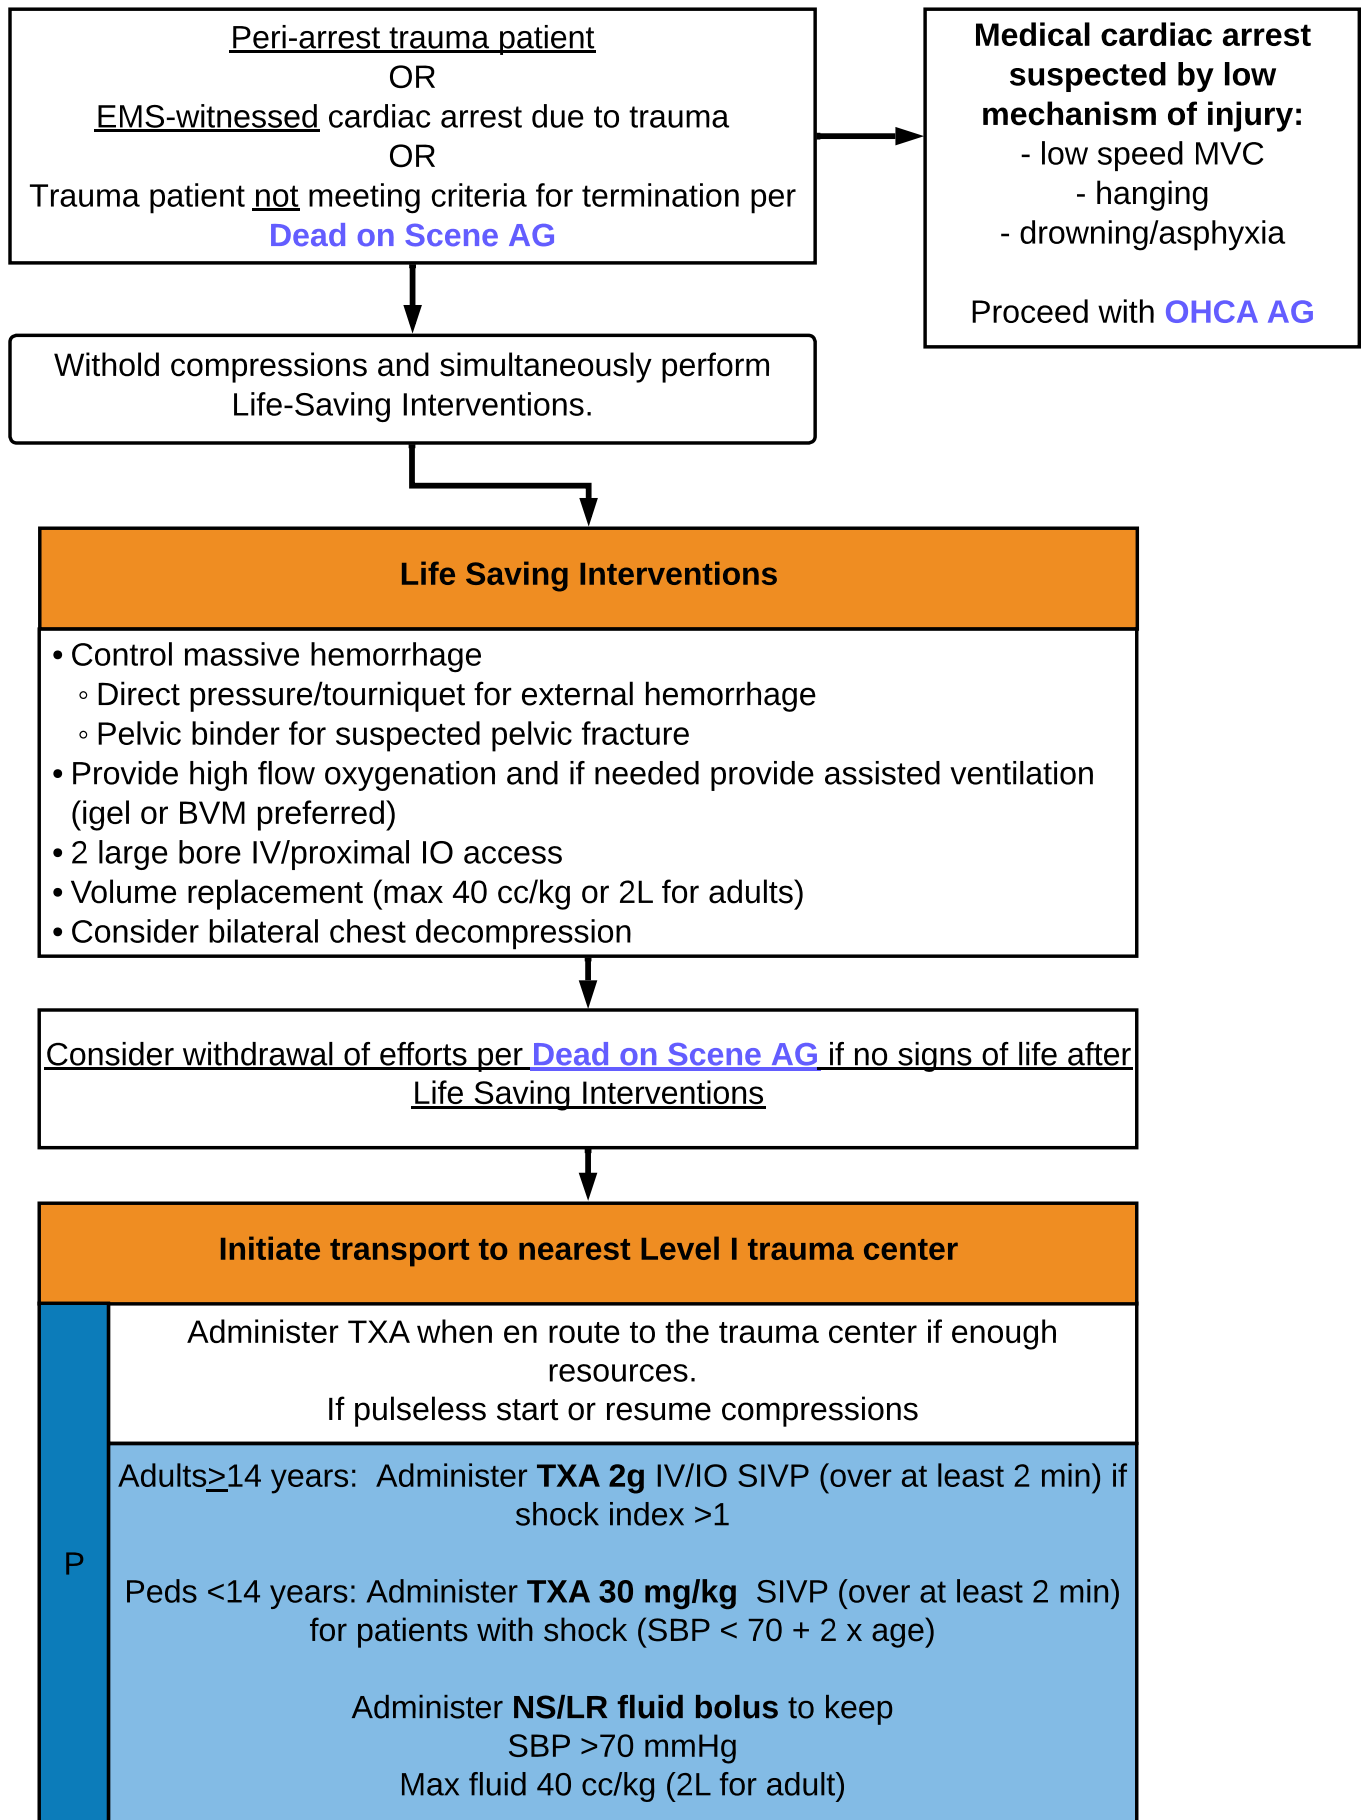 Peri-arrest trauma patient
OR
EMS-witnessed cardiac arrest due to trauma
OR
Trauma patient not meeting criteria for termination per
Dead on Scene AG
Medical cardiac arrest
suspected by low
mechanism of injury:
- low speed MVC
- hanging
- drowning/asphyxia
Proceed with OHCA AG
Withold compressions and simultaneously perform
Life-Saving Interventions.
Life Saving Interventions
• Control massive hemorrhage
◦ Direct pressure/tourniquet for external hemorrhage
◦ Pelvic binder for suspected pelvic fracture
• Provide high flow oxygenation and if needed provide assisted ventilation
(igel or BVM preferred)
• 2 large bore IV/proximal IO access
• Volume replacement (max 40 cc/kg or 2L for adults)
• Consider bilateral chest decompression
Consider withdrawal of efforts per Dead on Scene AG if no signs of life after
Life Saving Interventions
Initiate transport to nearest Level I trauma center
Administer TXA when en route to the trauma center if enough
resources.
If pulseless start or resume compressions
P
Adults>14 years:  Administer TXA 2g IV/IO SIVP (over at least 2 min) if
shock index >1
Peds <14 years: Administer TXA 30 mg/kg  SIVP (over at least 2 min)
for patients with shock (SBP < 70 + 2 x age)
Administer NS/LR fluid bolus to keep
SBP >70 mmHg
Max fluid 40 cc/kg (2L for adult)